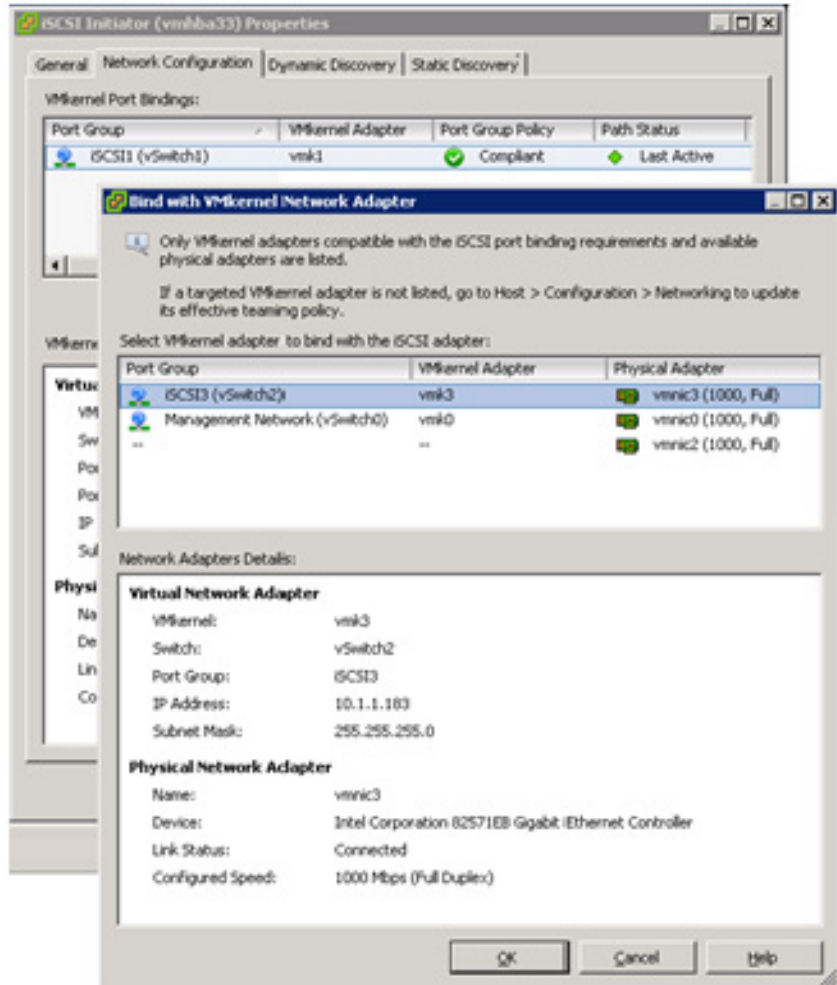 iSCSI Initiator (vmhba33) Properties
General Network Configuration Dynamic Discovery Static Discovery
VMkernel Port Bindings:
Port Group VMkernel Adapter Port Group Policy Path Status
iSCSI1 (vSwitch1) vmk1 Compliant Last Active
Bind with VMkernel Network Adapter
Only VMkernel adapters compatible with the iSCSI port binding requirements and available
physical adapters are listed.
If a targeted VMkernel adapter is not listed, go to Host > Configuration > Networking to update
its effective teaming policy.
Select VMkernel adapter to bind with the iSCSI adapter:
Port Group VMkernel Adapter Physical Adapter
iSCSI3 (vSwitch2) vmk3 vmnic3 (1000, Full)
Management Network (vSwitch0) vmk0 vmnic0 (1000, Full)
-- -- vmnic2 (1000, Full)
Network Adapters Details:
Virtual Network Adapter
VMkernel: vmk3
Switch: vSwitch2
Port Group: iSCSI3
IP Address: 10.1.1.183
Subnet Mask: 255.255.255.0
Physical Network Adapter
Name: vmnic3
Device: Intel Corporation 82571EB Gigabit Ethernet Controller
Link Status: Connected
Configured Speed: 1000 Mbps (Full Duplex)
OK Cancel Help